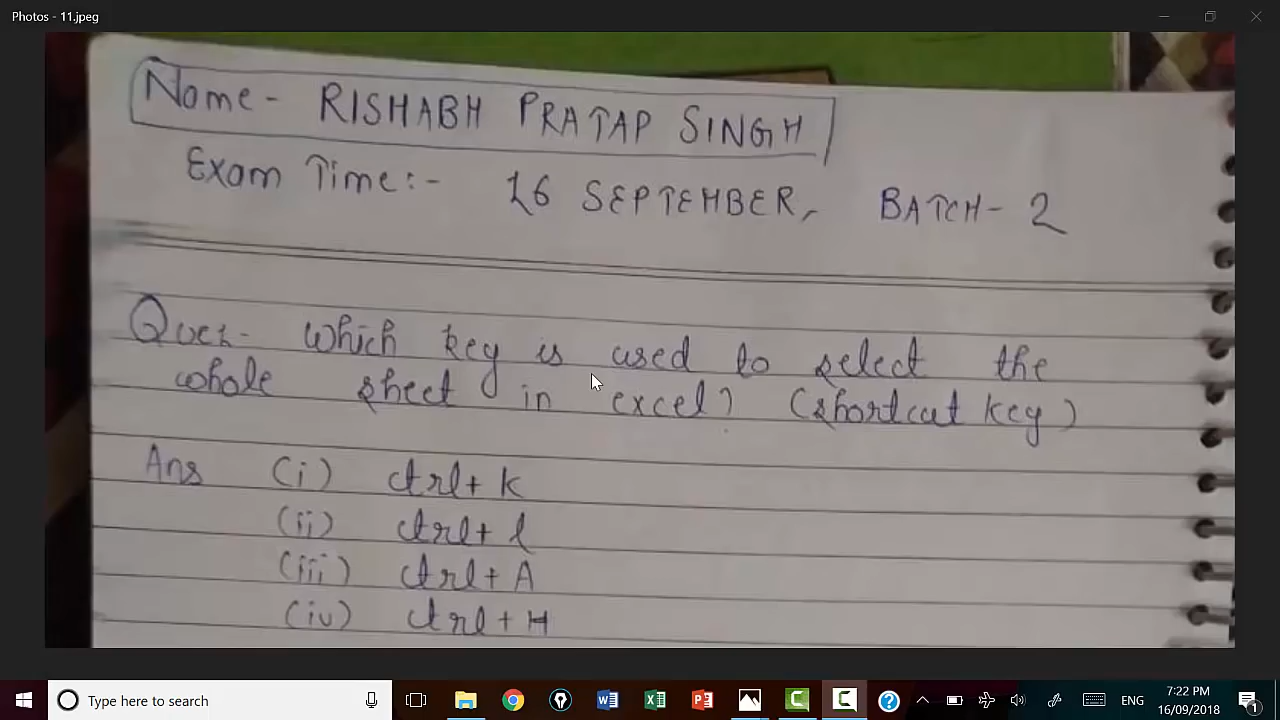 Photos - 11.jpeg
Name - RISHABH PRATAP SINGH
Exam Time:- 16 SEPTEMBER, BATCH - 2
Ques- which key is used to select the
whole sheet in excel? (shortcut key)
Ans (i) ctrl+ K
(ii) ctrl+ l
(iii) ctrl+ A
(iv) ctrl + H
Type here to search
ENG
7:22 PM
16/09/2018
1